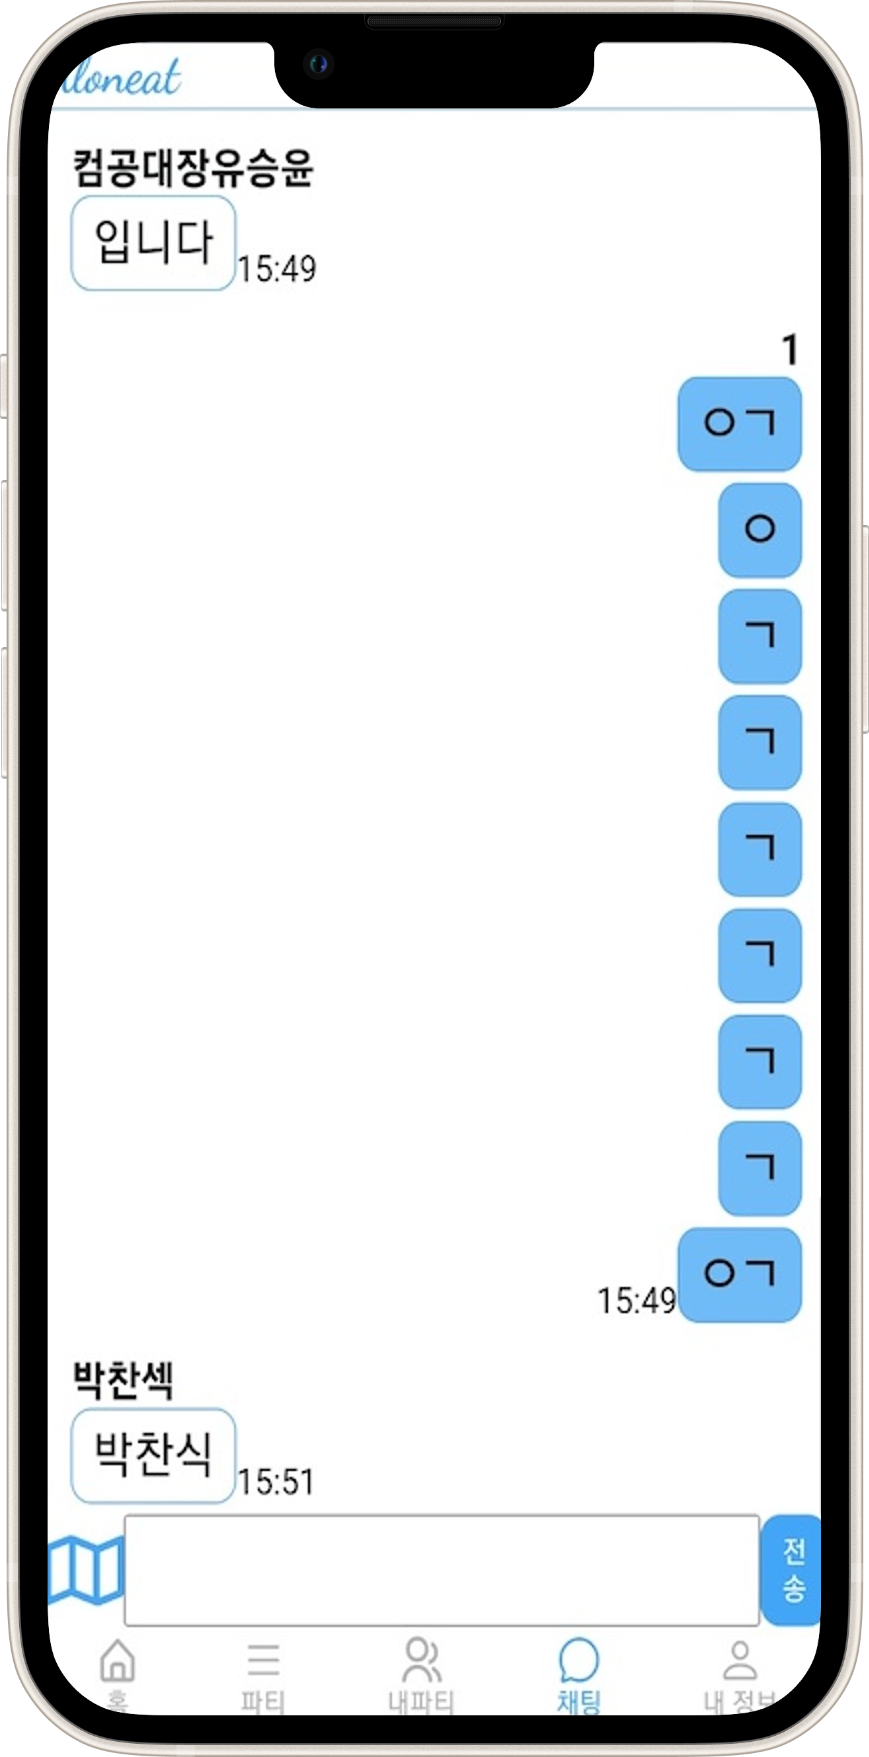 aloneat
컴공대장유승윤
입니다
15:49
1
ㅇㄱ
ㅇ
ㄱ
ㄱ
ㄱ
ㄱ
ㄱ
ㄱ
15:49
ㅇㄱ
박찬섹
박찬식
15:51
전
송
홈 파티 내파티 채팅 내 정보